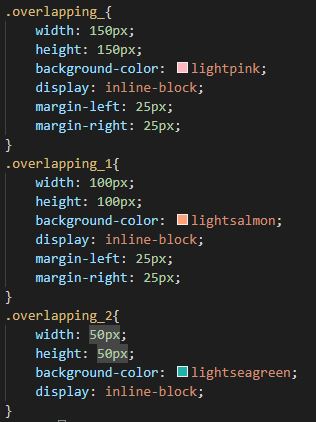 .overlapping_{
width: 150px;
height: 150px;
background-color: lightpink;
display: inline-block;
margin-left: 25px;
margin-right: 25px;
}
.overlapping_1{
width: 100px;
height: 100px;
background-color: lightsalmon;
display: inline-block;
margin-left: 25px;
margin-right: 25px;
}
.overlapping_2{
width: 50px;
height: 50px;
background-color: lightseagreen;
display: inline-block;
}